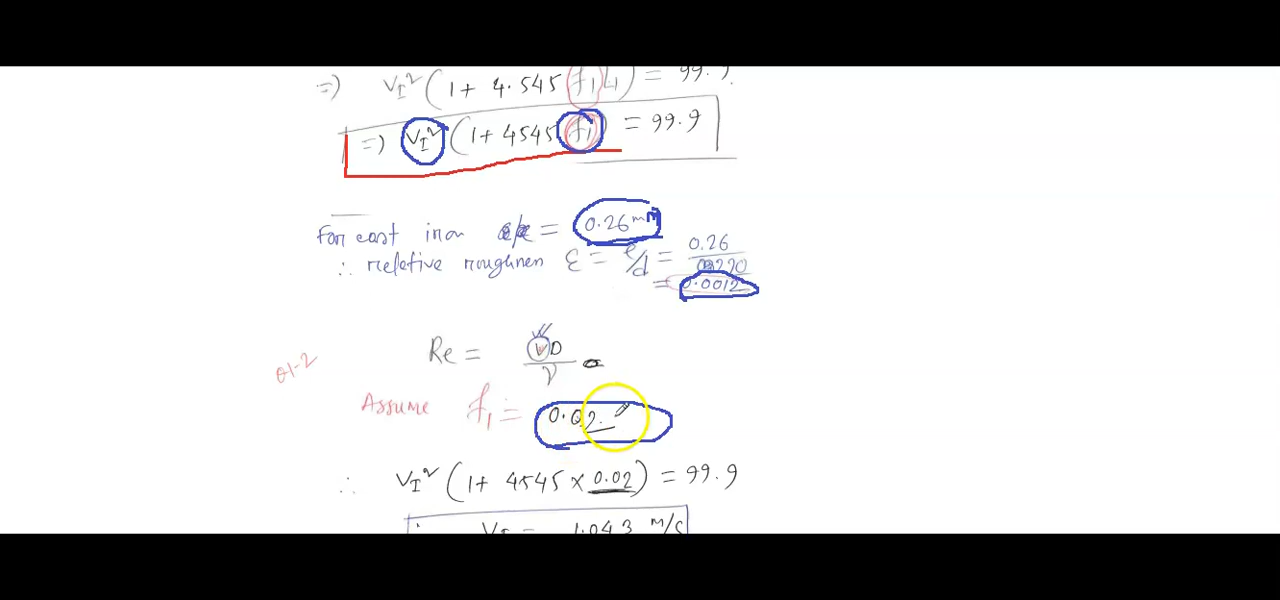 =) V₁² (1 + 4.545 f₁ L₁) = 99.9
=) V₁² (1 + 4545 f₁) = 99.9
For cast iron = 0.26 mm
∴ relative roughness ε = e/d = 0.26 / 220
= 0.0012
Re = VD / ν
01-2
Assume f₁ = 0.02
∴ V₁² (1 + 4545 × 0.02) = 99.9
∴ V₁ = 1.043 m/s